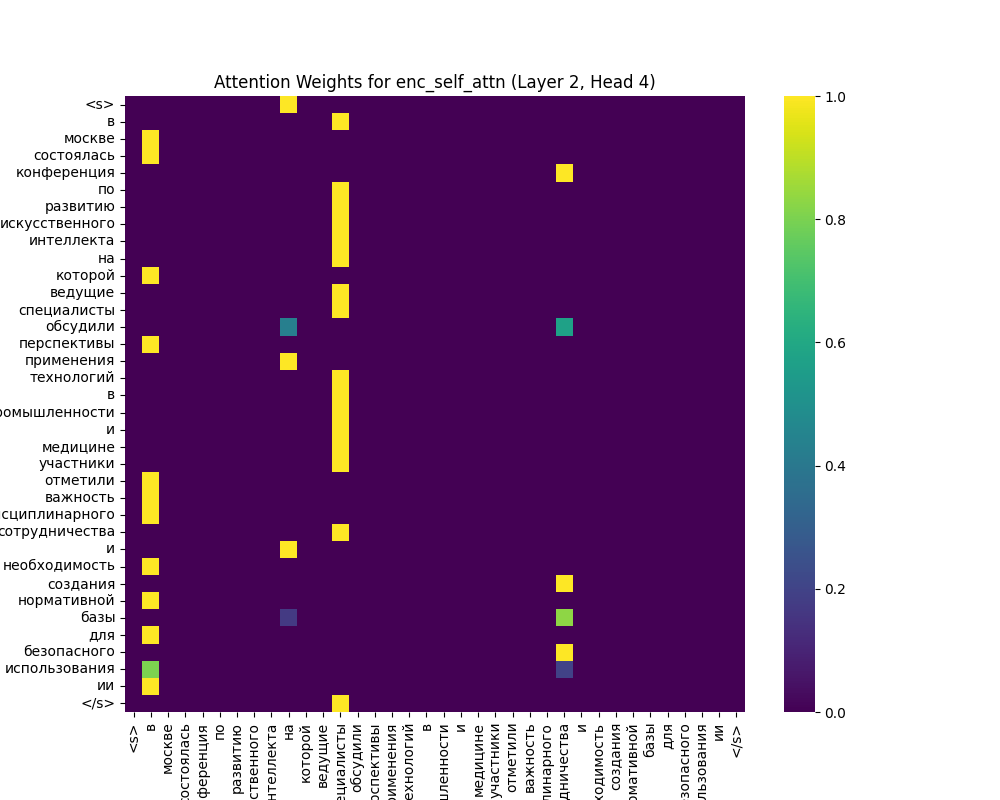 Attention Weights for enc_self_attn (Layer 2, Head 4)
<s>
в
москве
состоялась
конференция
по
развитию
искусственного
интеллекта
на
которой
ведущие
специалисты
обсудили
перспективы
применения
технологий
в
ромышленности
и
медицине
участники
отметили
важность
сциплинарного
сотрудничества
и
необходимость
создания
нормативной
базы
для
безопасного
использования
ии
</s>
1.0
0.8
0.6
0.4
0.2
0.0
<s>
в
москве
состоялась
ференция
по
развитию
ственного
нтеллекта
на
которой
ведущие
ециалисты
обсудили
рспективы
рименения
ехнологий
в
шленности
и
медицине
участники
отметили
важность
линарного
дничества
и
ходимость
создания
рмативной
базы
для
езопасного
льзования
ии
</s>